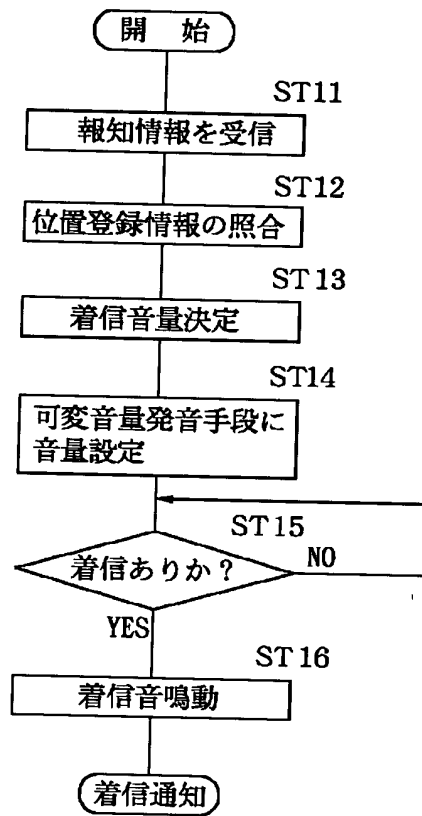 開 始
ST11
報知情報を受信
ST12
位置登録情報の照合
ST13
着信音量決定
ST14
可変音量発音手段に
音量設定
ST15
着信ありか?
NO
YES
ST16
着信音鳴動
着信通知